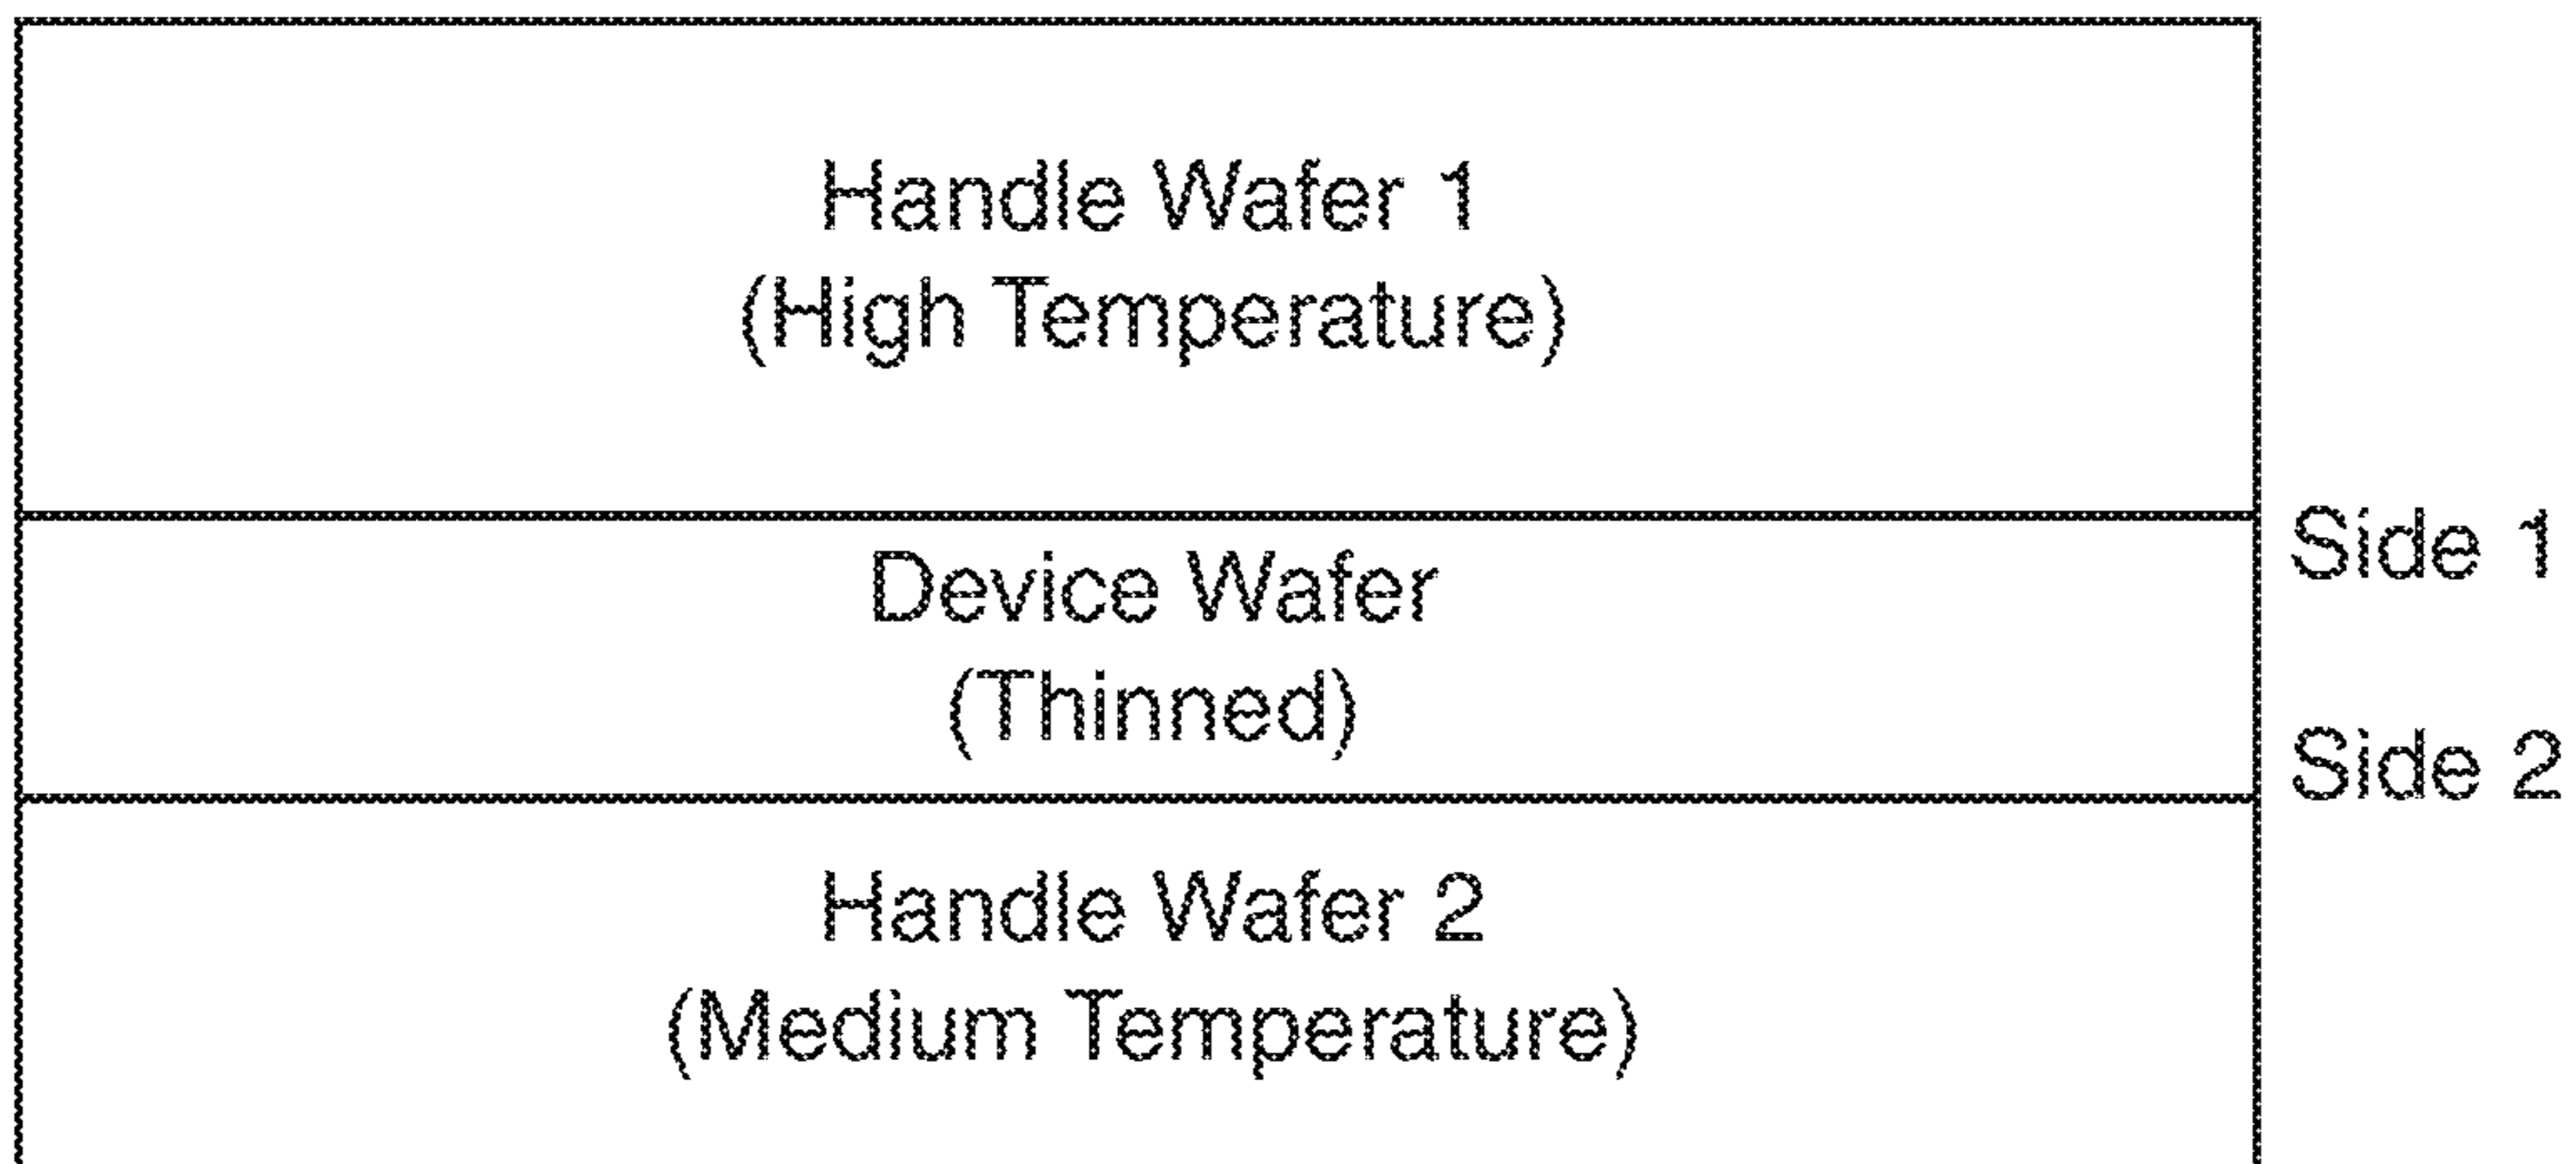 Handle Wafer 1
(High Temperature)
Side 1
Device Wafer
(Thinned)
Side 2
Handle Wafer 2
(Medium Temperature)